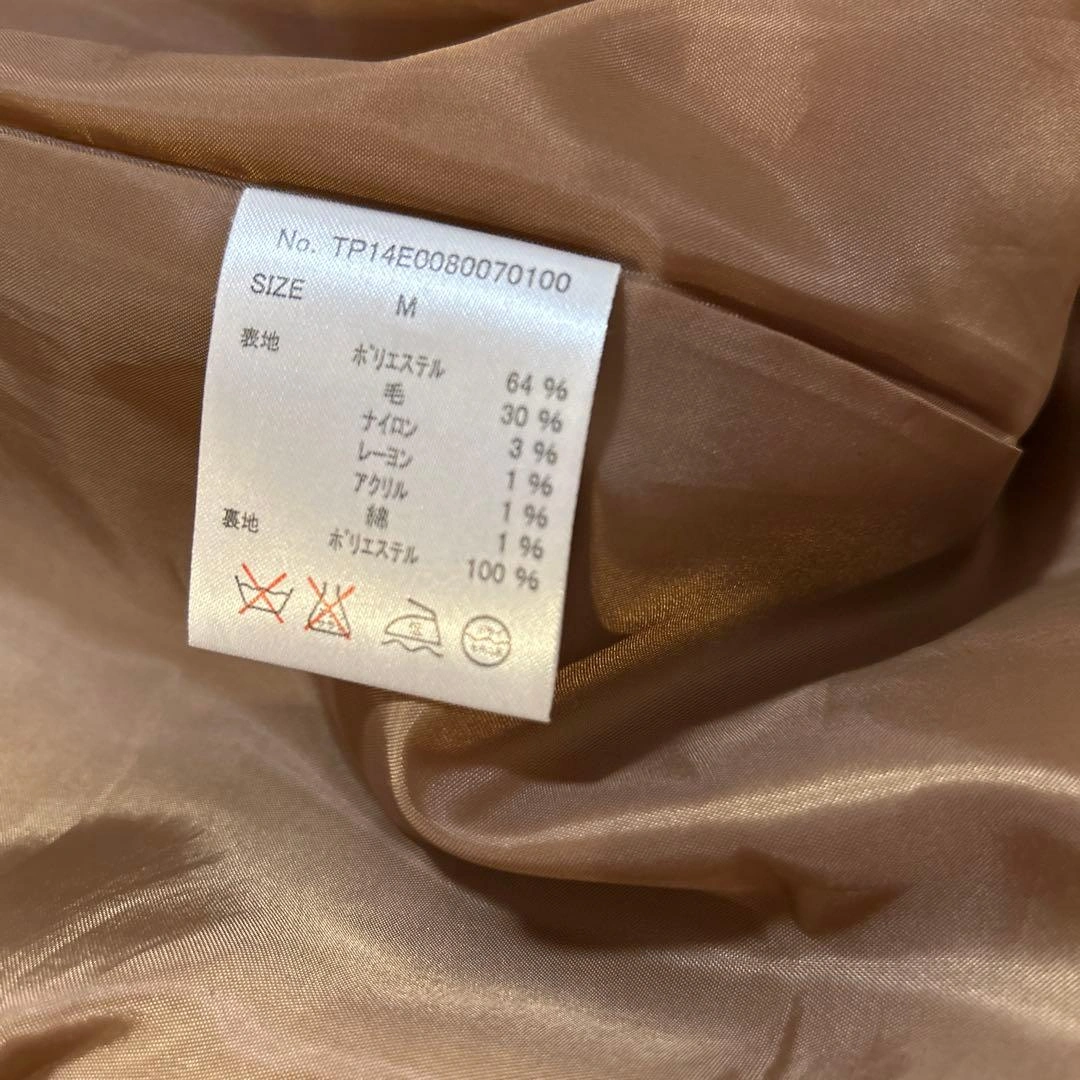 No. TP14E0080070100
SIZE M
表地 ポリエステル 64 %
毛 30 %
ナイロン 3 %
レーヨン 1 %
アクリル 1 %
綿 1 %
裏地 ポリエステル 100 %
低